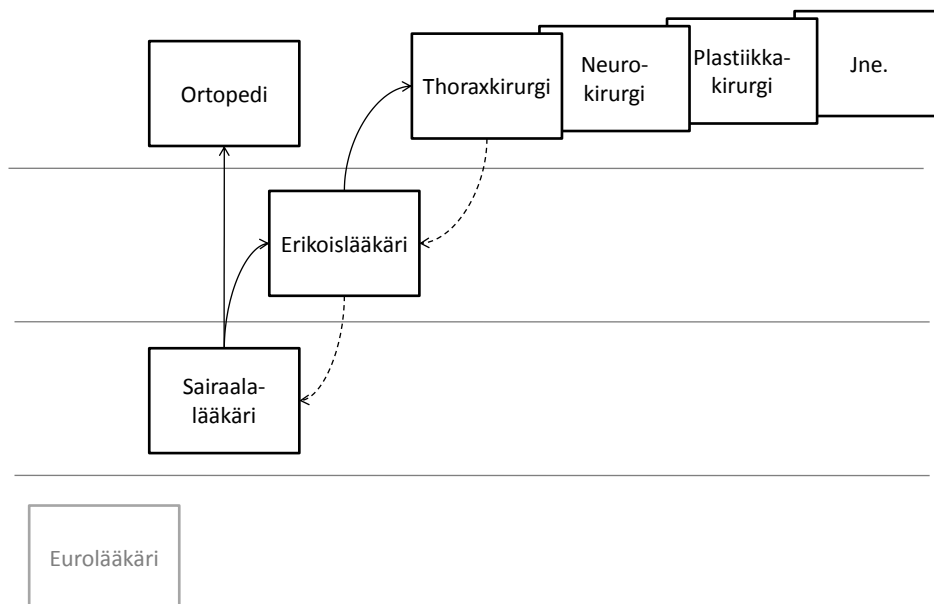 Ortopedi
Thoraxkirurgi
Neuro-
kirurgi
Plastiikka-
kirurgi
Jne.
Erikoislääkäri
Sairaala-
lääkäri
Eurolääkäri